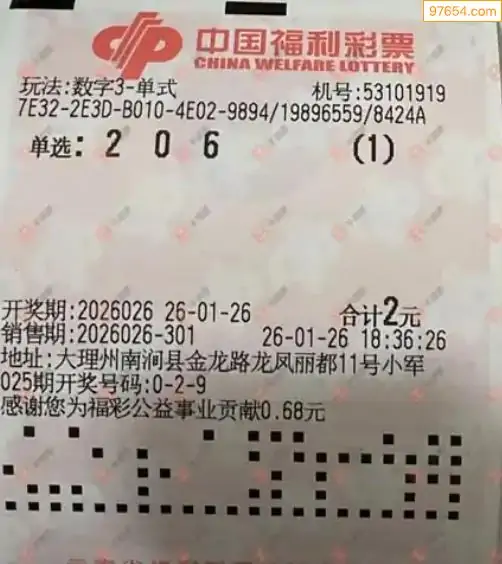 97654.com
中国福利彩票
CHINA WELFARE LOTTERY
玩法:数字3-单式 机号:53101919
7E32-2E3D-B010-4E02-9894/19896559/8424A
单选: 2 0 6 (1)
开奖期:2026026 26-01-26 合计2元
销售期:2026026-301 26-01-26 18:36:26
地址:大理州南涧县金龙路龙凤丽都11号小军
025期开奖号码:0-2-9
感谢您为福彩公益事业贡献0.68元